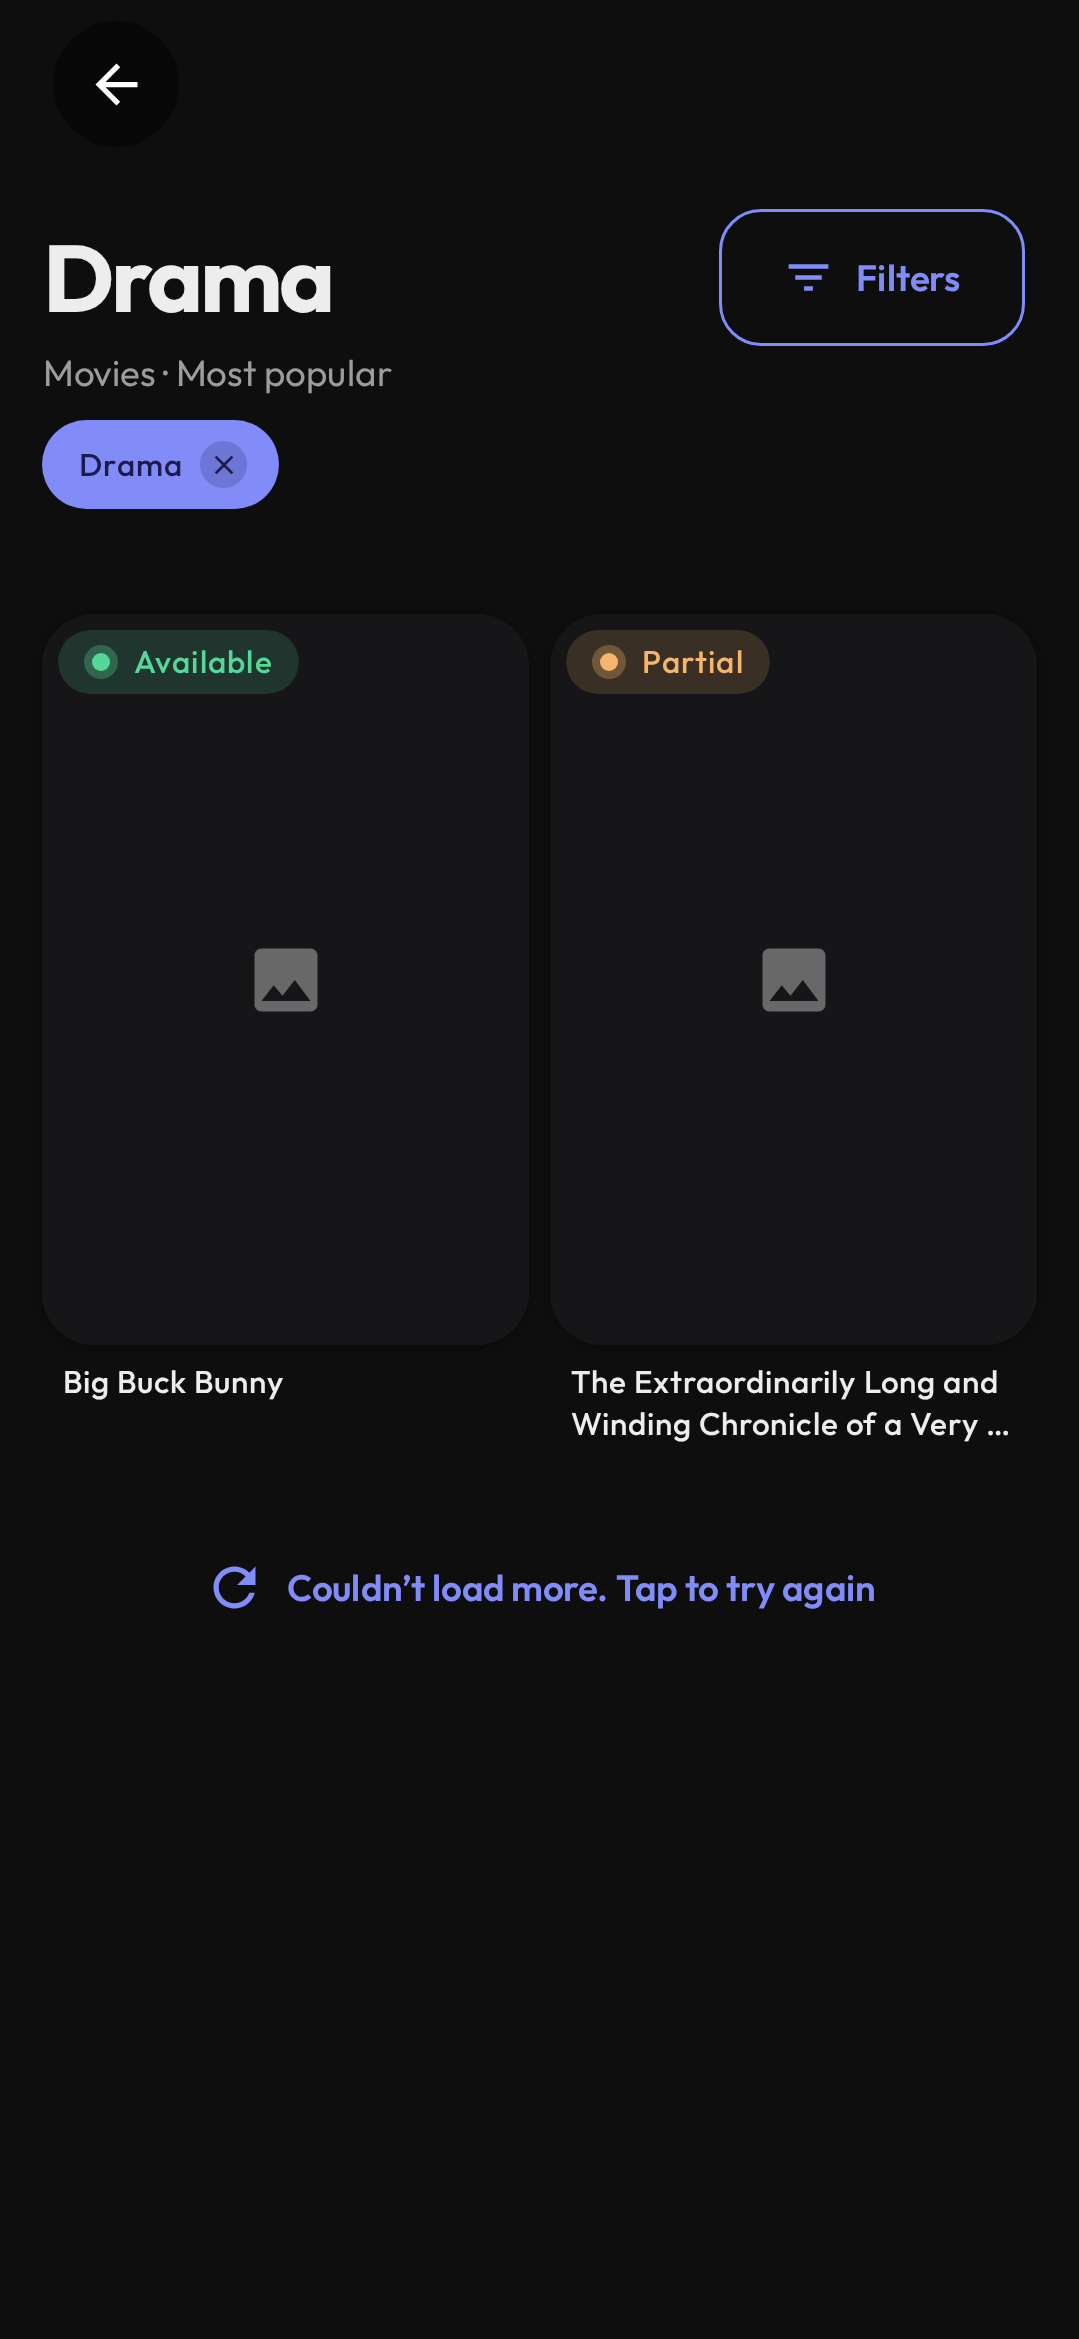 Drama
Filters
Movies · Most popular
Drama
Available
Partial
Big Buck Bunny
The Extraordinarily Long and
Winding Chronicle of a Very ...
Couldn’t load more. Tap to try again